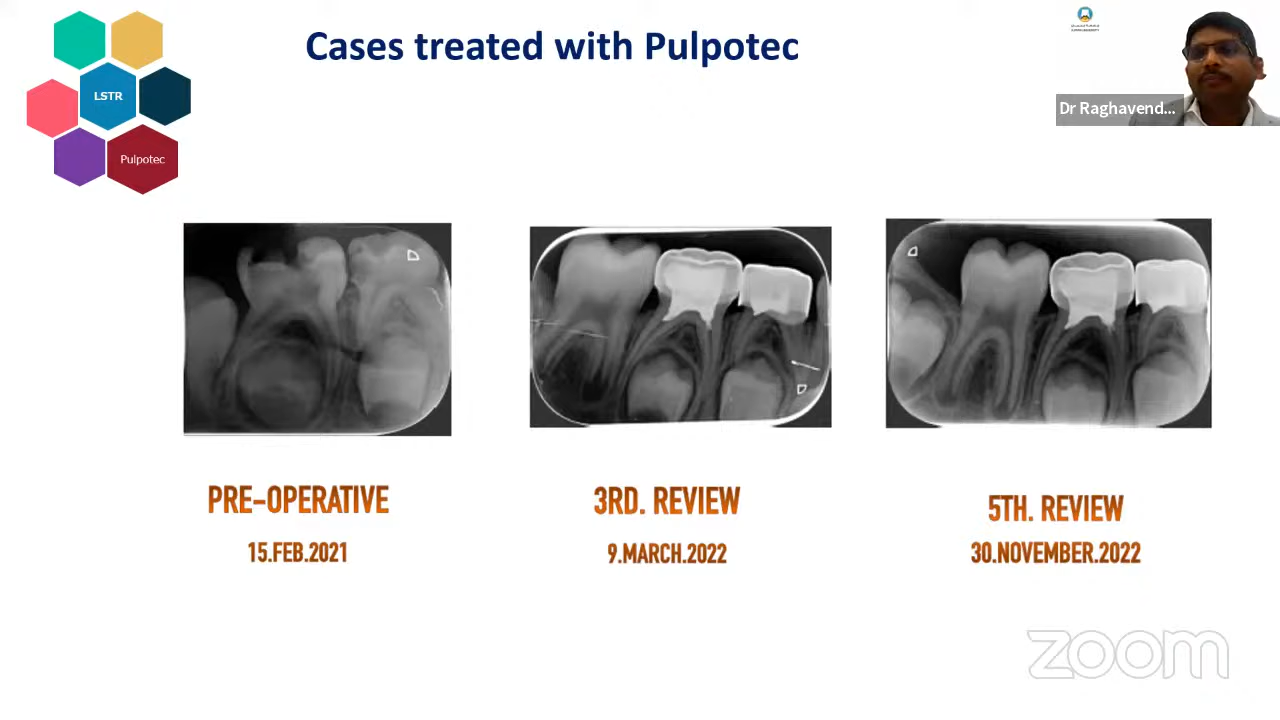 Cases treated with Pulpotec
LSTR
Pulpotec
Dr Raghavend...
PRE-OPERATIVE
15.FEB.2021
3RD. REVIEW
9.MARCH.2022
5TH. REVIEW
30.NOVEMBER.2022
zoom